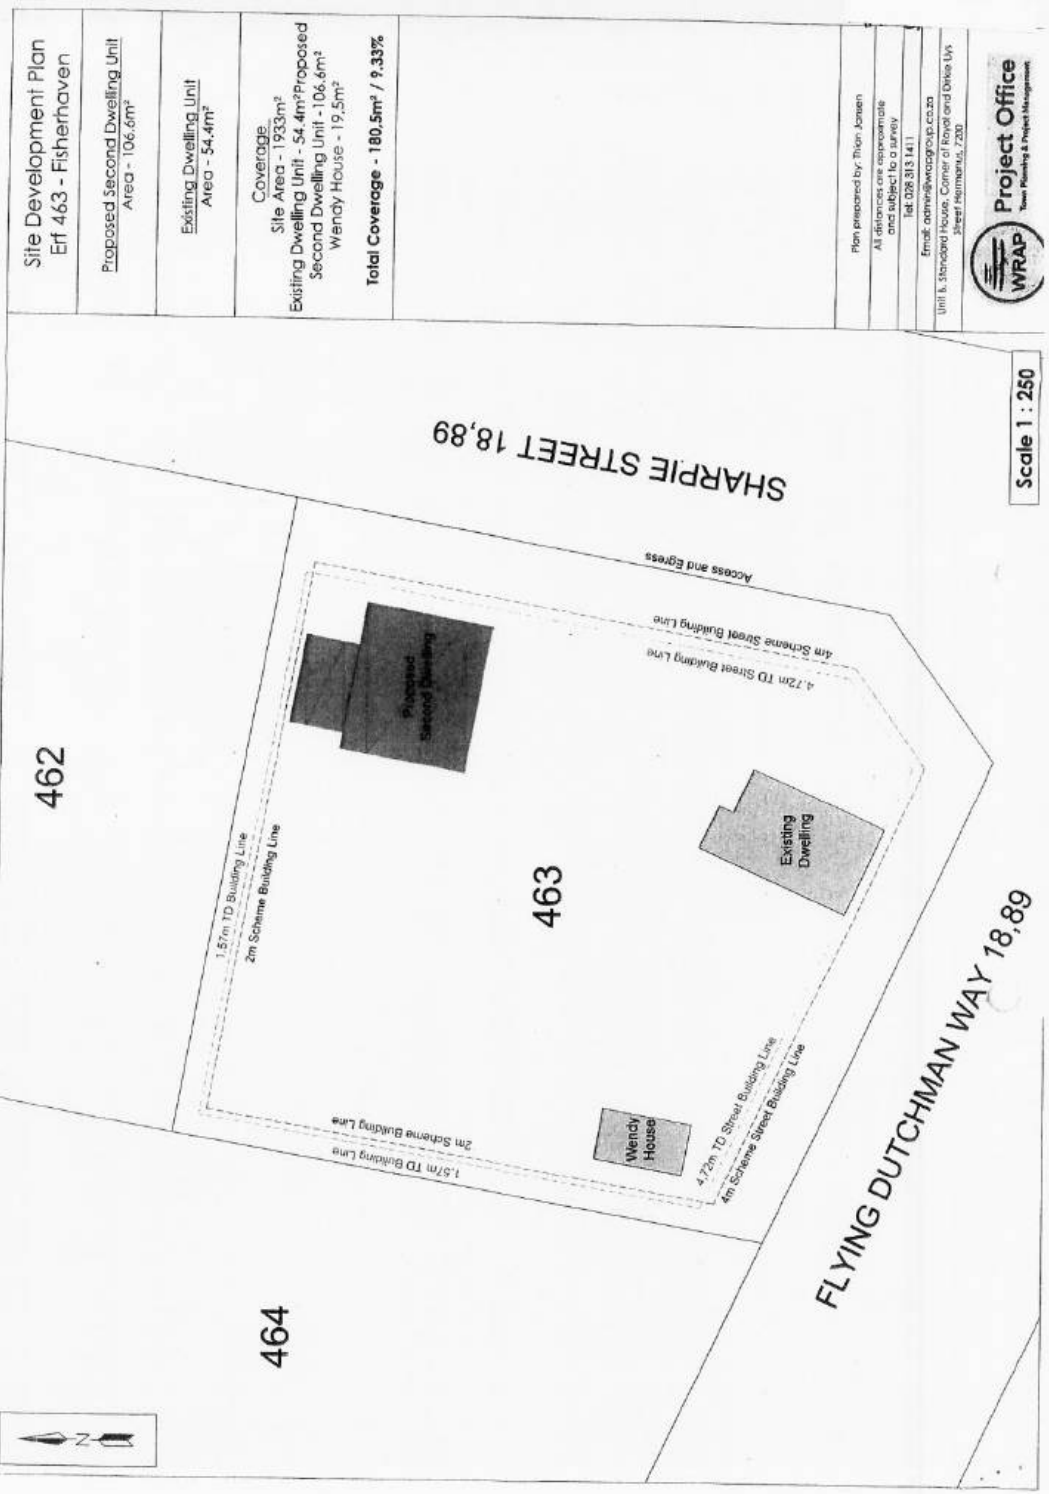 Site Development Plan
Erf 463 - Fisherhaven
Proposed Second Dwelling Unit
Area - 106.6m²
Existing Dwelling Unit
Area - 54.4m²
Coverage
Site Area - 1933m²
Existing Dwelling Unit - 54.4m²Proposed
Second Dwelling Unit -106.6m²
Wendy House - 19.5m²
Total Coverage - 180,5m² / 9.33%
Plan prepared by: Thian Jansen
All distances are approximate
and subject to a survey
Tel: 028 313 1411
Email: admin@wrapgroup.co.za
Unit 5, Standard House, Corner of Royal and Dirkie Uys
Street Hermanus, 7200
WRAP
Project Office
Town Planning & Project Management
Scale 1 : 250
SHARPIE STREET 18,89
Access and Egress
4m Scheme Street Building Line
4,72m TD Street Building Line
462
1,57m TD Building Line
2m Scheme Building Line
Proposed
Second Dwelling
463
Existing
Dwelling
Wendy
House
4,72m TD Street Building Line
4m Scheme Street Building Line
FLYING DUTCHMAN WAY 18,89
2m Scheme Building Line
1,57m TD Building Line
464
N